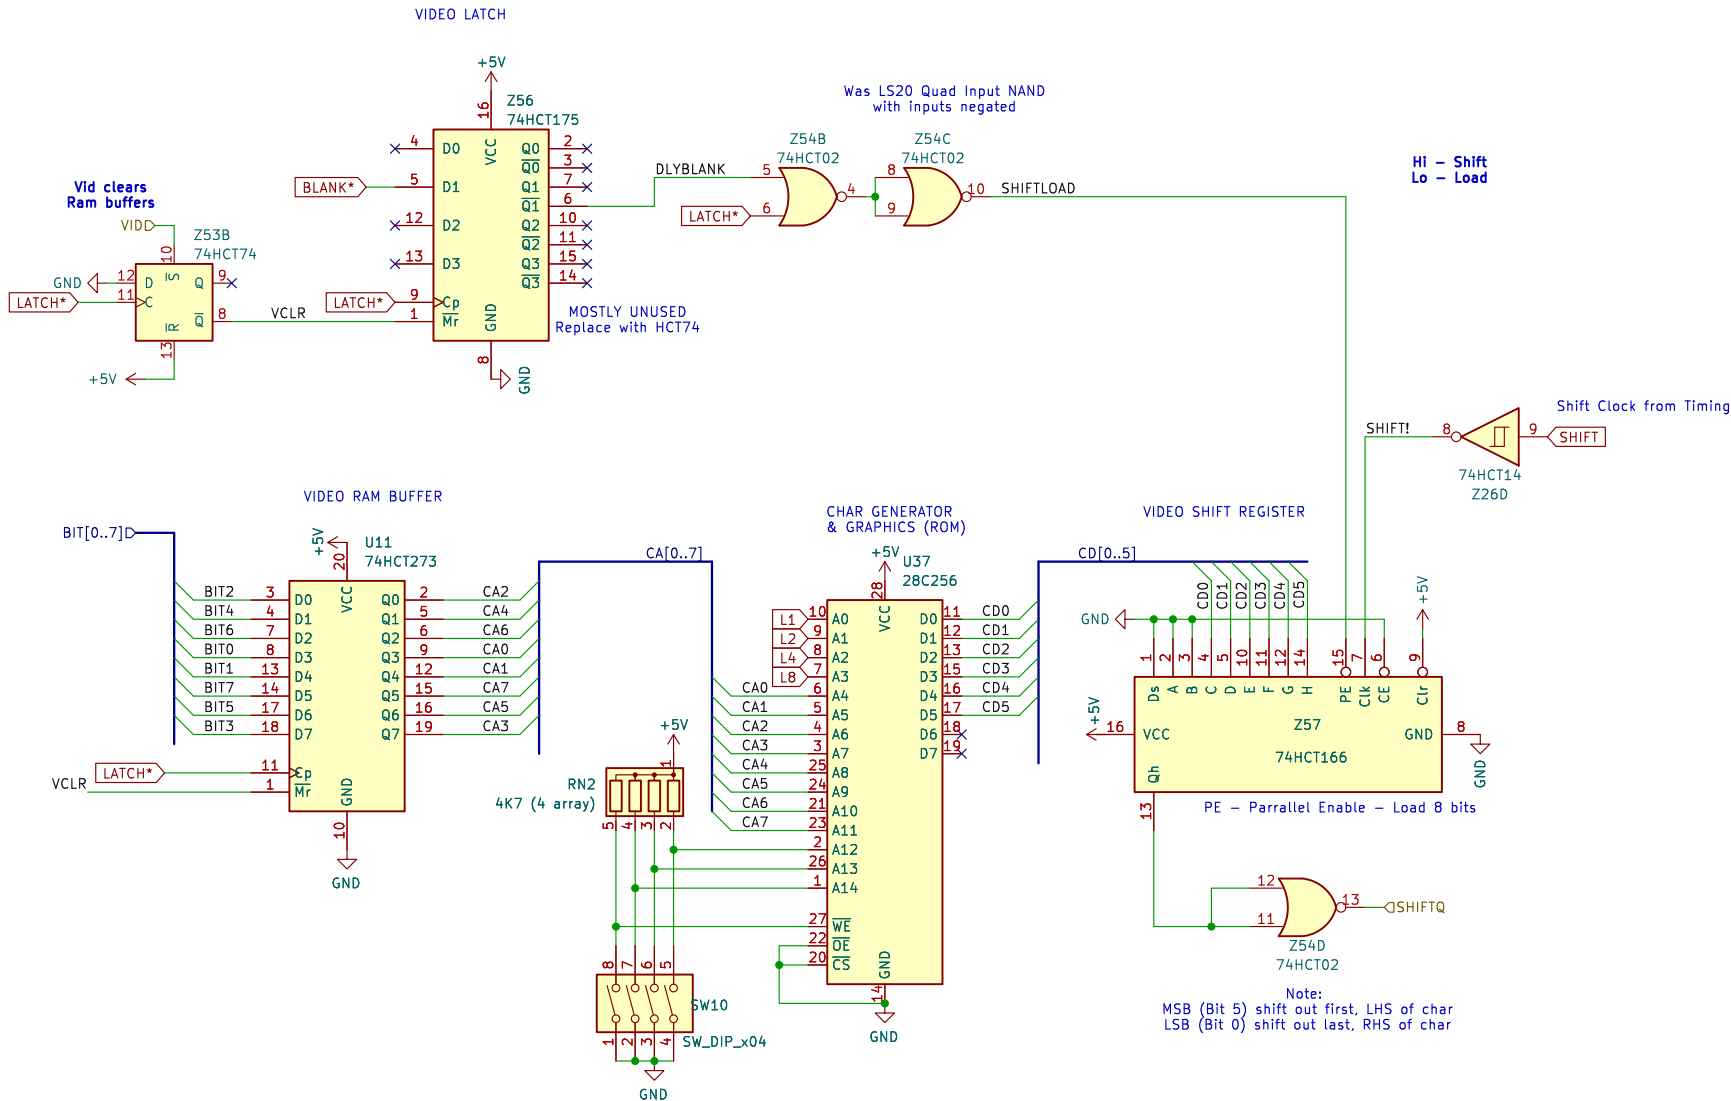 VIDEO LATCH
+5V
16
Z56
74HCT175
VCC
4 D0 Q0 2
Q0 3
BLANK* 5 D1 Q1 7
Q1 6
12 D2 Q2 10
Q2 11
13 D3 Q3 15
Q3 14
LATCH* 9 Cp
1 Mr
GND
8
GND
MOSTLY UNUSED
Replace with HCT74
Vid clears
Ram buffers
VID
10
Z53B
74HCT74
GND 12 D S Q 9
LATCH* 11 C
R Q 8
VCLR
13
+5V
Was LS20 Quad Input NAND
with inputs negated
Z54B
74HCT02
DLYBLANK 5
LATCH* 6
4
Z54C
74HCT02
8
9
10
SHIFTLOAD
Hi - Shift
Lo - Load
Shift Clock from Timing
SHIFT! 8
9 SHIFT
74HCT14
Z26D
VIDEO RAM BUFFER
BIT[0..7]
+5V
20
U11
74HCT273
VCC
BIT2 3 D0 Q0 2 CA2
BIT4 4 D1 Q1 5 CA4
BIT6 7 D2 Q2 6 CA6
BIT0 8 D3 Q3 9 CA0
BIT1 13 D4 Q4 12 CA1
BIT7 14 D5 Q5 15 CA7
BIT5 17 D6 Q6 16 CA5
BIT3 18 D7 Q7 19 CA3
LATCH* 11 Cp
VCLR 1 Mr
GND
10
GND
CA[0..7]
CHAR GENERATOR
& GRAPHICS (ROM)
+5V
28
U37
28C256
VCC
L1 10 A0 D0 11 CD0
L2 9 A1 D1 12 CD1
L4 8 A2 D2 13 CD2
L8 7 A3 D3 15 CD3
CA0 6 A4 D4 16 CD4
CA1 5 A5 D5 17 CD5
CA2 4 A6 D6 18
CA3 3 A7 D7 19
CA4 25 A8
CA5 24 A9
CA6 21 A10
CA7 23 A11
2 A12
26 A13
1 A14
27 WE
22 OE
20 CS
GND
14
GND
+5V
1
RN2
4K7 (4 array)
5 4 3 2
8 7 6 5
SW10
SW_DIP_x04
1 2 3 4
GND
VIDEO SHIFT REGISTER
CD[0..5]
CD0 CD1 CD2 CD3 CD4 CD5
+5V
GND
1 2 3 4 5 10 11 12 14 15 7 6 9
Ds A B C D E F G H PE Clk CE Clr
+5V
16 VCC
Z57
74HCT166
GND 8
GND
Qh
13
PE - Parrallel Enable - Load 8 bits
12
11
13
SHIFTQ
Z54D
74HCT02
Note:
MSB (Bit 5) shift out first, LHS of char
LSB (Bit 0) shift out last, RHS of char